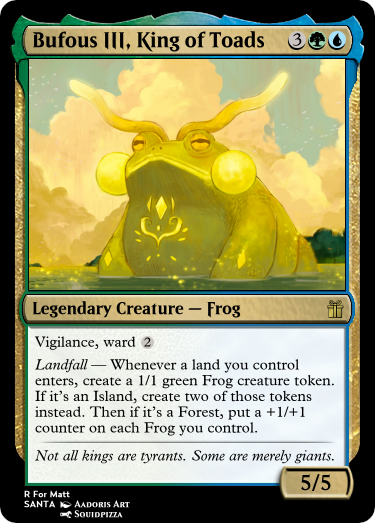 Bufous III, King of Toads 3
Legendary Creature — Frog
Vigilance, ward 2
Landfall — Whenever a land you control
enters, create a 1/1 green Frog creature token.
If it's an Island, create two of those tokens
instead. Then if it's a Forest, put a +1/+1
counter on each Frog you control.
Not all kings are tyrants. Some are merely giants.
5/5
R For Matt
SANTA Aadoris Art
Squidpizza